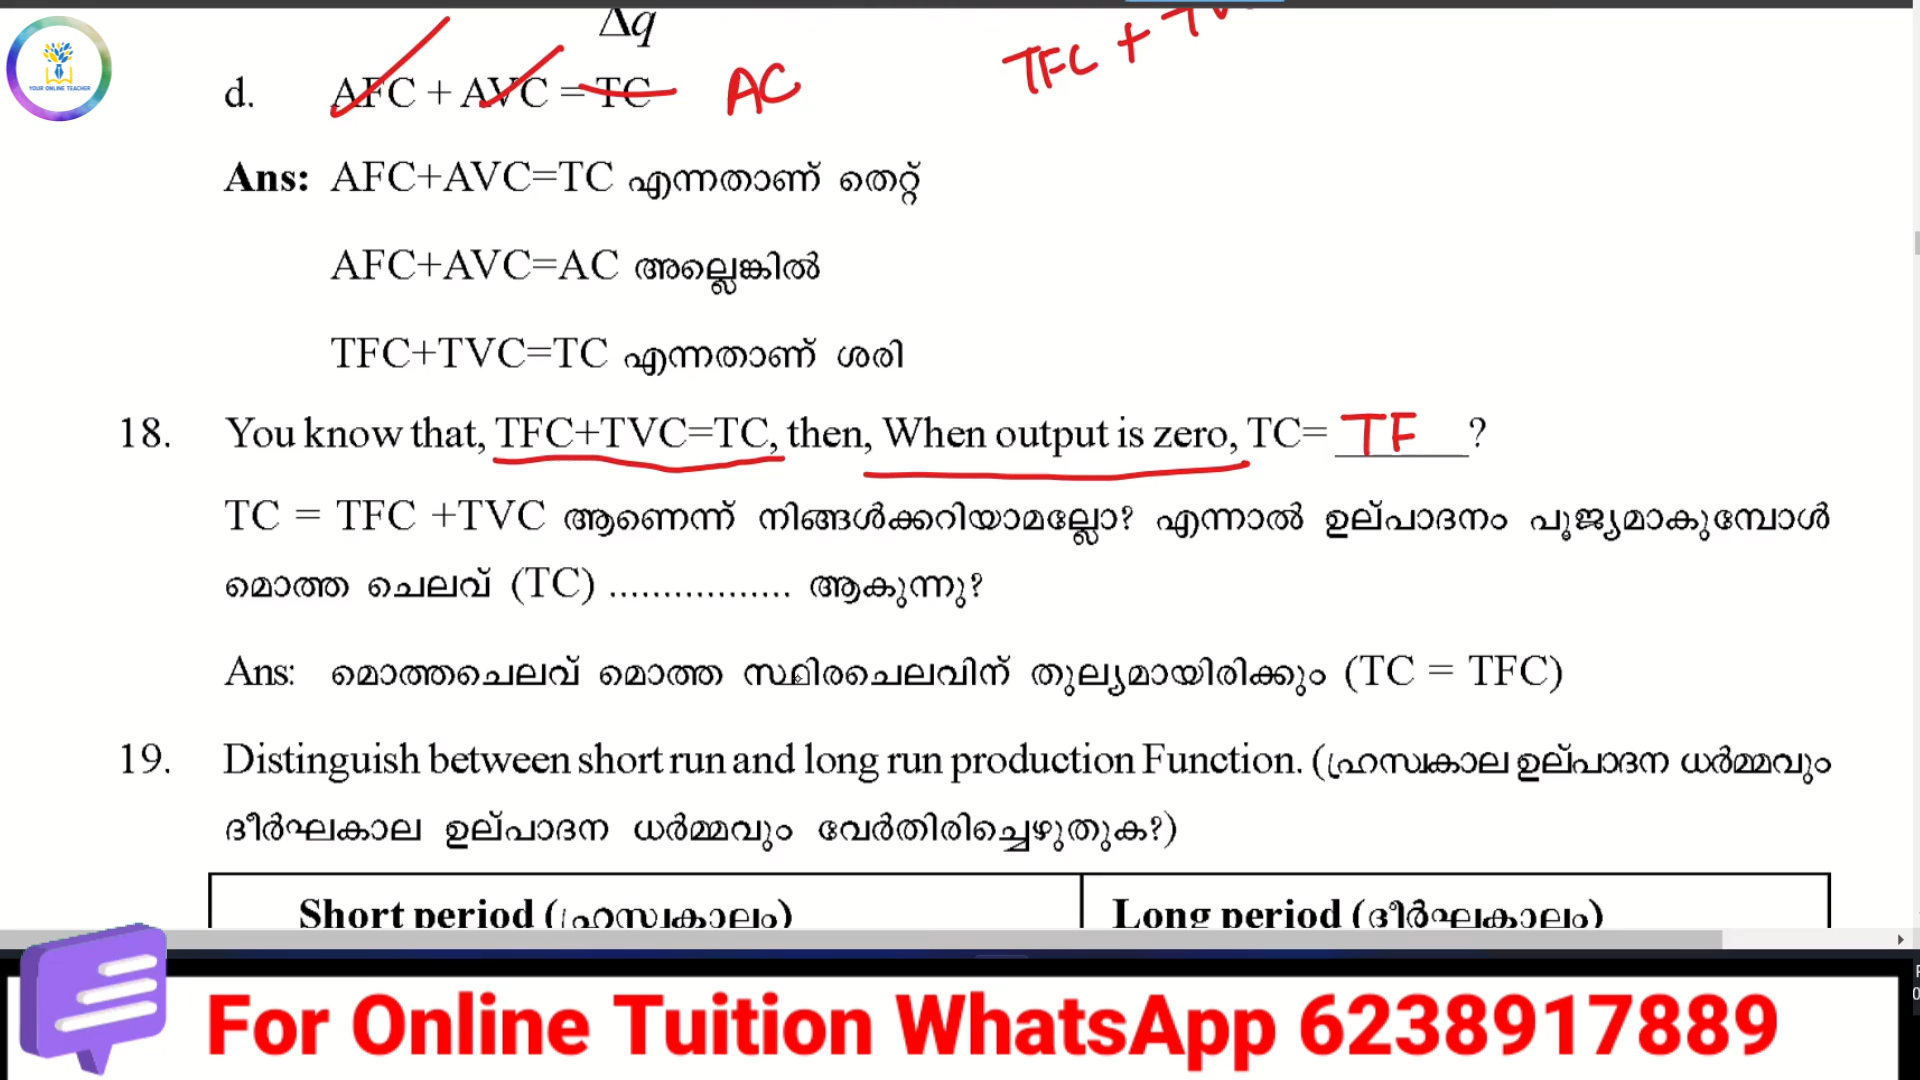 Δq
TFC + TV
YOUR ONLINE TEACHER
d. AFC + AVC = TC AC
Ans: AFC+AVC=TC എന്നതാണ് തെറ്റ്
AFC+AVC=AC അല്ലെങ്കിൽ
TFC+TVC=TC എന്നതാണ് ശരി
18. You know that, TFC+TVC=TC, then, When output is zero, TC= TF ?
TC = TFC +TVC ആണെന്ന് നിങ്ങൾക്കറിയാമല്ലോ? എന്നാൽ ഉല്പാദനം പൂജ്യമാകുമ്പോൾ
മൊത്ത ചെലവ് (TC) ................. ആകുന്നു?
Ans: മൊത്തചെലവ് മൊത്ത സ്ഥിരചെലവിന് തുല്യമായിരിക്കും (TC = TFC)
19. Distinguish between short run and long run production Function. (ഹ്രസ്വകാല ഉല്പാദന ധർമ്മവും
ദീർഘകാല ഉല്പാദന ധർമ്മവും വേർതിരിച്ചെഴുതുക?)
Short period (ഹ്രസ്വകാലം) Long period (ദീർഘകാലം)
For Online Tuition WhatsApp 6238917889